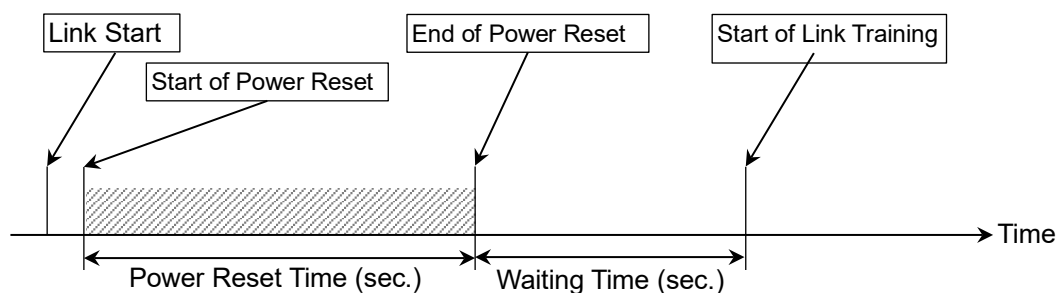 Link Start
End of Power Reset
Start of Link Training
Start of Power Reset
Time
Power Reset Time (sec.)
Waiting Time (sec.)